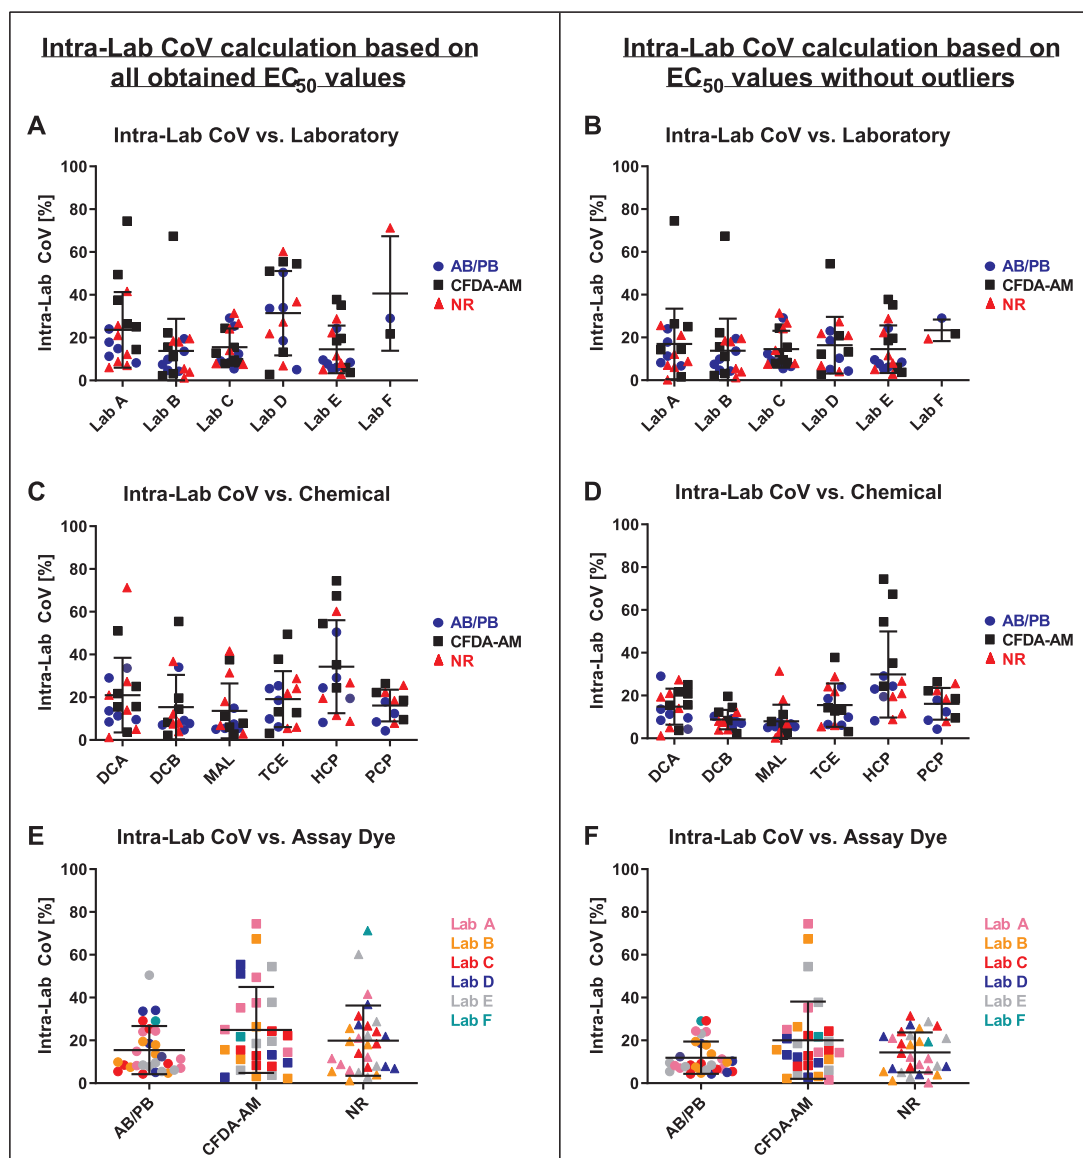 Intra-Lab CoV calculation based on
all obtained EC50 values
A
Intra-Lab CoV vs. Laboratory
Intra-Lab CoV [%]
100
80
60
40
20
0
Lab A
Lab B
Lab C
Lab D
Lab E
Lab F
AB/PB
CFDA-AM
NR
C
Intra-Lab CoV vs. Chemical
Intra-Lab CoV [%]
100
80
60
40
20
0
DCA
DCB
MAL
TCE
HCP
PCP
AB/PB
CFDA-AM
NR
E
Intra-Lab CoV vs. Assay Dye
Intra-Lab CoV [%]
100
80
60
40
20
0
AB/PB
CFDA-AM
NR
Lab A
Lab B
Lab C
Lab D
Lab E
Lab F
Intra-Lab CoV calculation based on
EC50 values without outliers
B
Intra-Lab CoV vs. Laboratory
Intra-Lab CoV [%]
100
80
60
40
20
0
Lab A
Lab B
Lab C
Lab D
Lab E
Lab F
AB/PB
CFDA-AM
NR
D
Intra-Lab CoV vs. Chemical
Intra-Lab CoV [%]
100
80
60
40
20
0
DCA
DCB
MAL
TCE
HCP
PCP
AB/PB
CFDA-AM
NR
F
Intra-Lab CoV vs. Assay Dye
Intra-Lab CoV [%]
100
80
60
40
20
0
AB/PB
CFDA-AM
NR
Lab A
Lab B
Lab C
Lab D
Lab E
Lab F